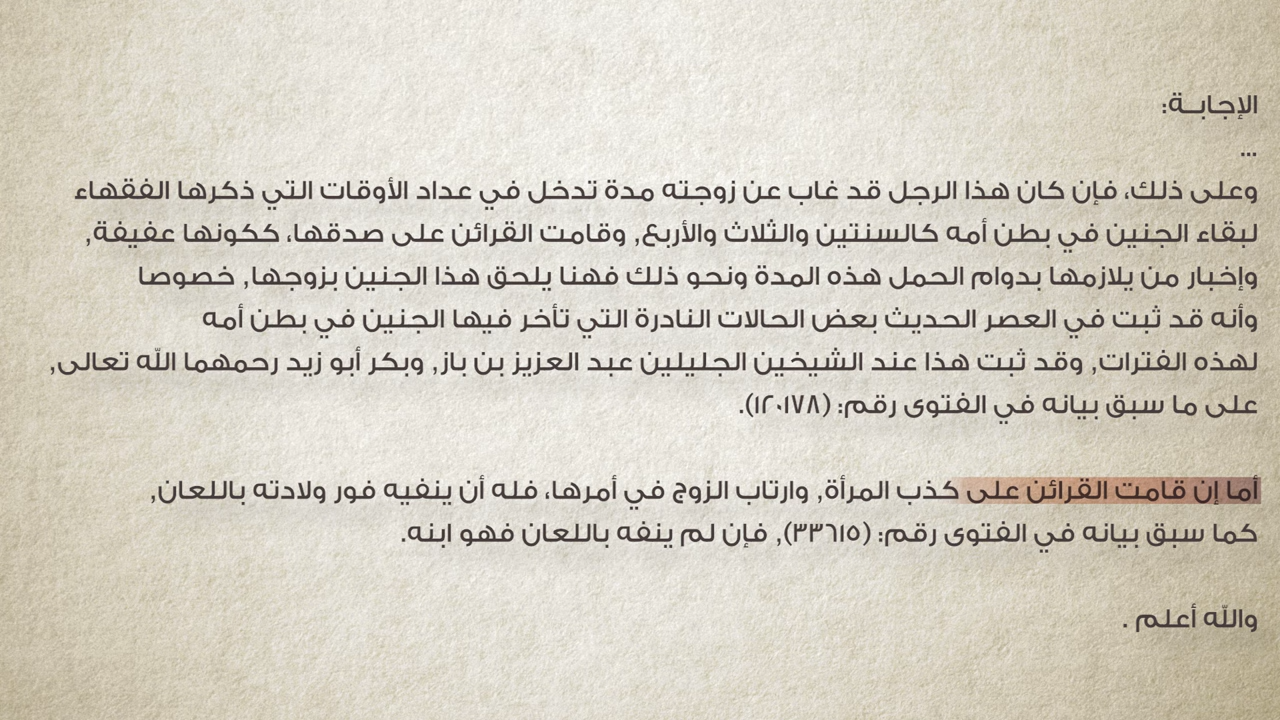 الإجابــة:
...
وعلى ذلك، فإن كان هذا الرجل قد غاب عن زوجته مدة تدخل في عداد الأوقات التي ذكرها الفقهاء
لبقاء الجنين في بطن أمه كالسنتين والثلاث والأربع, وقامت القرائن على صدقها، ككونها عفيفة,
وإخبار من يلازمها بدوام الحمل هذه المدة ونحو ذلك فهنا يلحق هذا الجنين بزوجها, خصوصا
وأنه قد ثبت في العصر الحديث بعض الحالات النادرة التي تأخر فيها الجنين في بطن أمه
لهذه الفترات, وقد ثبت هذا عند الشيخين الجليلين عبد العزيز بن باز, وبكر أبو زيد رحمهما الله تعالى,
على ما سبق بيانه في الفتوى رقم: (١٢٠١٧٨).
أما إن قامت القرائن على كذب المرأة, وارتاب الزوج في أمرها، فله أن ينفيه فور ولادته باللعان,
كما سبق بيانه في الفتوى رقم: (٣٣٦١٥), فإن لم ينفه باللعان فهو ابنه.
والله أعلم .